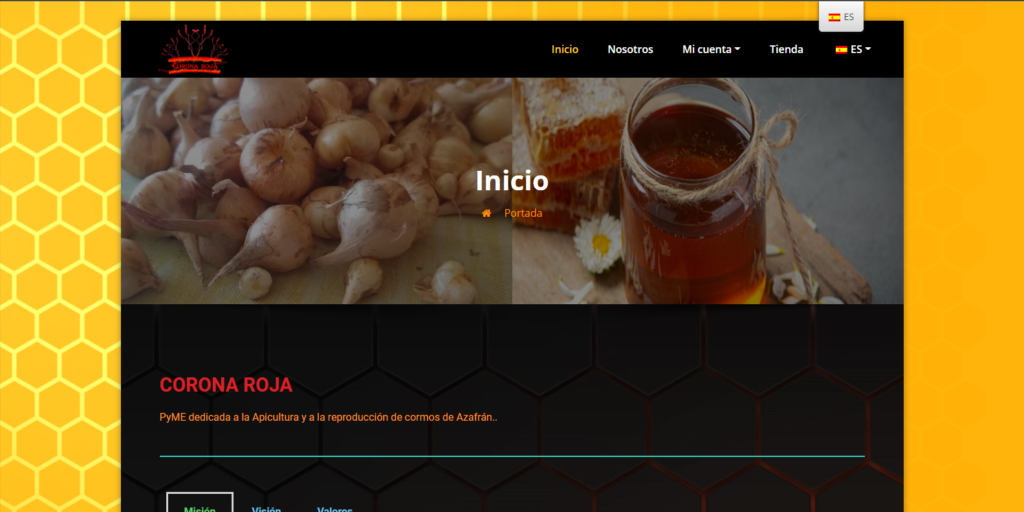 ES
CORONA ROJA
Inicio
Nosotros
Mi cuenta
Tienda
ES
Inicio
Portada
CORONA ROJA
PyME dedicada a la Apicultura y a la reproducción de cormos de Azafrán..
Misión
Visión
Valores